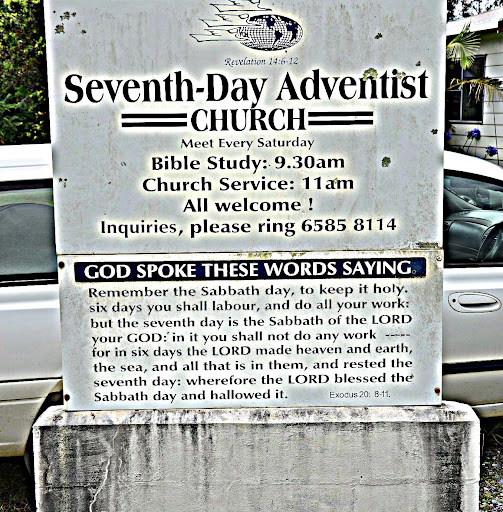 Revelation 14:6-12
Seventh-Day Adventist
CHURCH
Meet Every Saturday
Bible Study: 9.30am
Church Service: 11am
All welcome !
Inquiries, please ring 6585 8114
GOD SPOKE THESE WORDS SAYING
Remember the Sabbath day, to keep it holy.
six days you shall labour, and do all your work:
but the seventh day is the Sabbath of the LORD
your GOD: in it you shall not do any work -----
for in six days the LORD made heaven and earth,
the sea, and all that is in them, and rested the
seventh day: wherefore the LORD blessed the
Sabbath day and hallowed it. Exodus 20: 8-11.